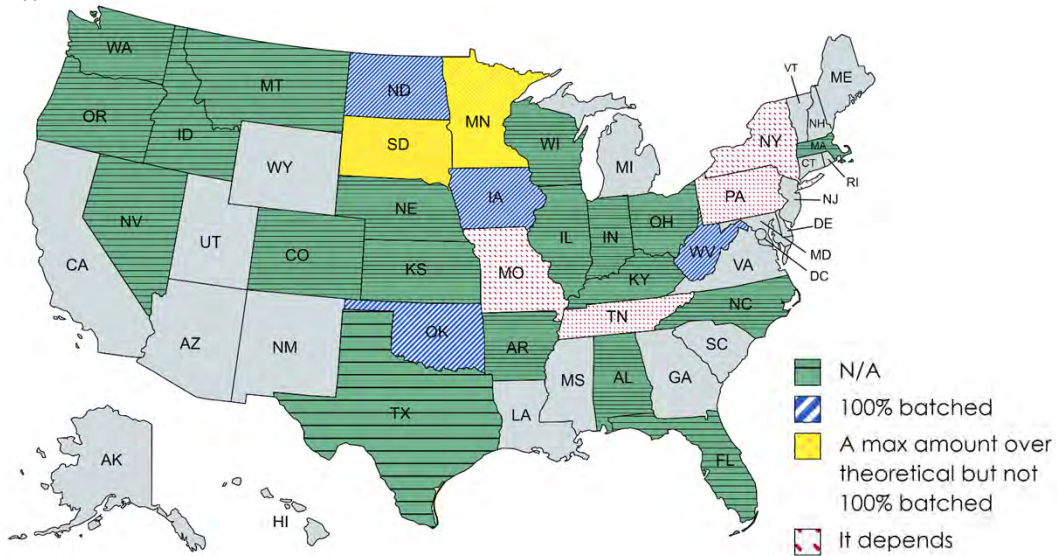 WA
MT
ND
MN
OR
ID
SD
WI
WY
MI
NY
VT
ME
NH
MA
CT
RI
NV
UT
CO
NE
IA
IL
IN
OH
PA
NJ
DE
MD
DC
CA
KS
MO
KY
WV
VA
AZ
NM
OK
AR
TN
NC
SC
TX
LA
MS
AL
GA
FL
AK
HI
N/A
100% batched
A max amount over
theoretical but not
100% batched
It depends